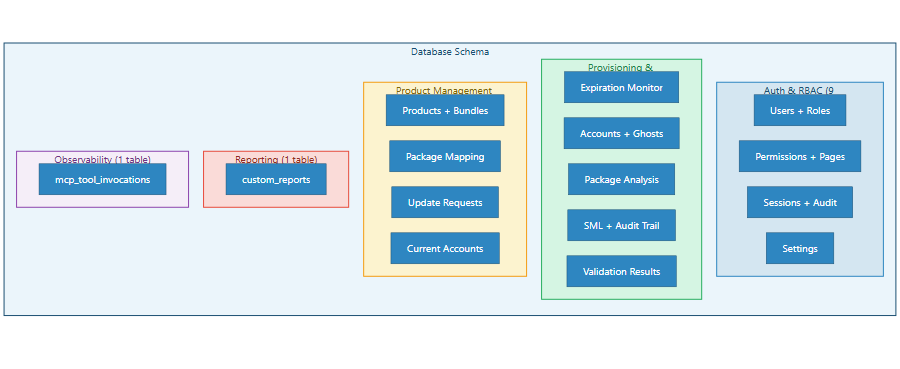 Database Schema
Observability (1 table)
mcp_tool_invocations
Reporting (1 table)
custom_reports
Product Management
Products + Bundles
Package Mapping
Update Requests
Current Accounts
Provisioning &
Expiration Monitor
Accounts + Ghosts
Package Analysis
SML + Audit Trail
Validation Results
Auth & RBAC (9
Users + Roles
Permissions + Pages
Sessions + Audit
Settings